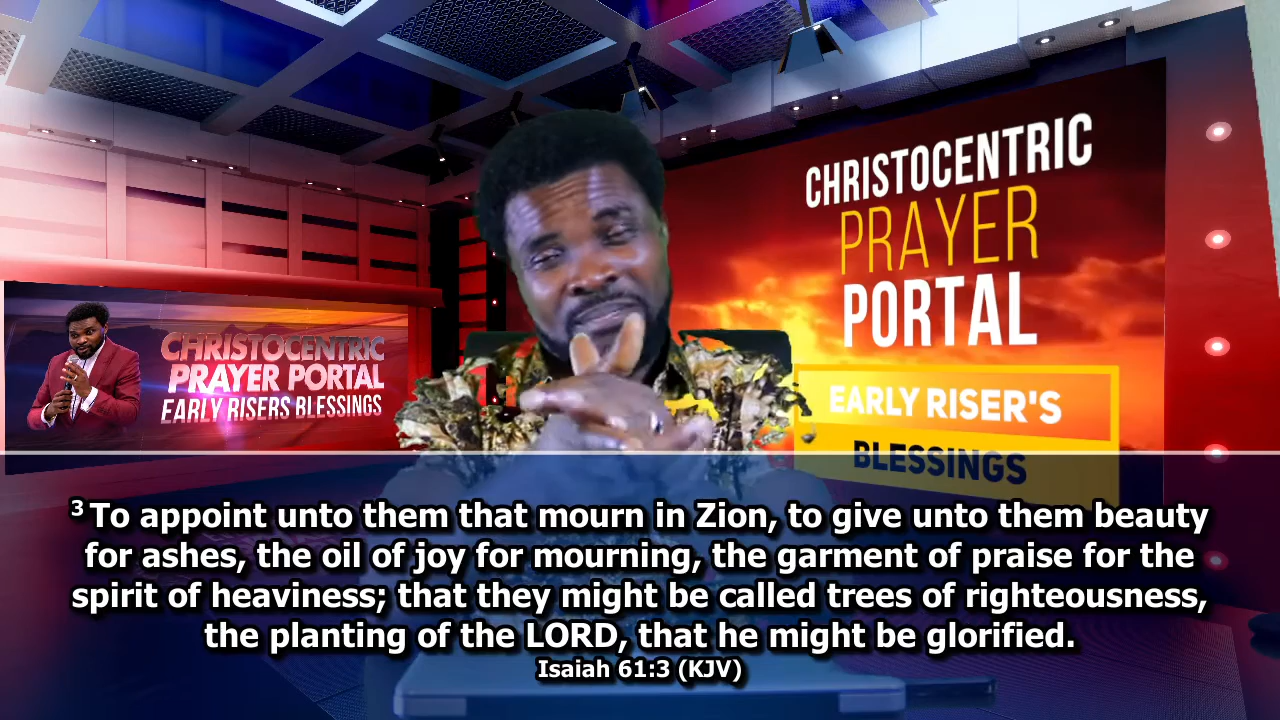 CHRISTOCENTRIC
PRAYER
PORTAL
EARLY RISER'S
BLESSINGS
CHRISTOCENTRIC
PRAYER PORTAL
EARLY RISERS BLESSINGS
3 To appoint unto them that mourn in Zion, to give unto them beauty
for ashes, the oil of joy for mourning, the garment of praise for the
spirit of heaviness; that they might be called trees of righteousness,
the planting of the LORD, that he might be glorified.
Isaiah 61:3 (KJV)